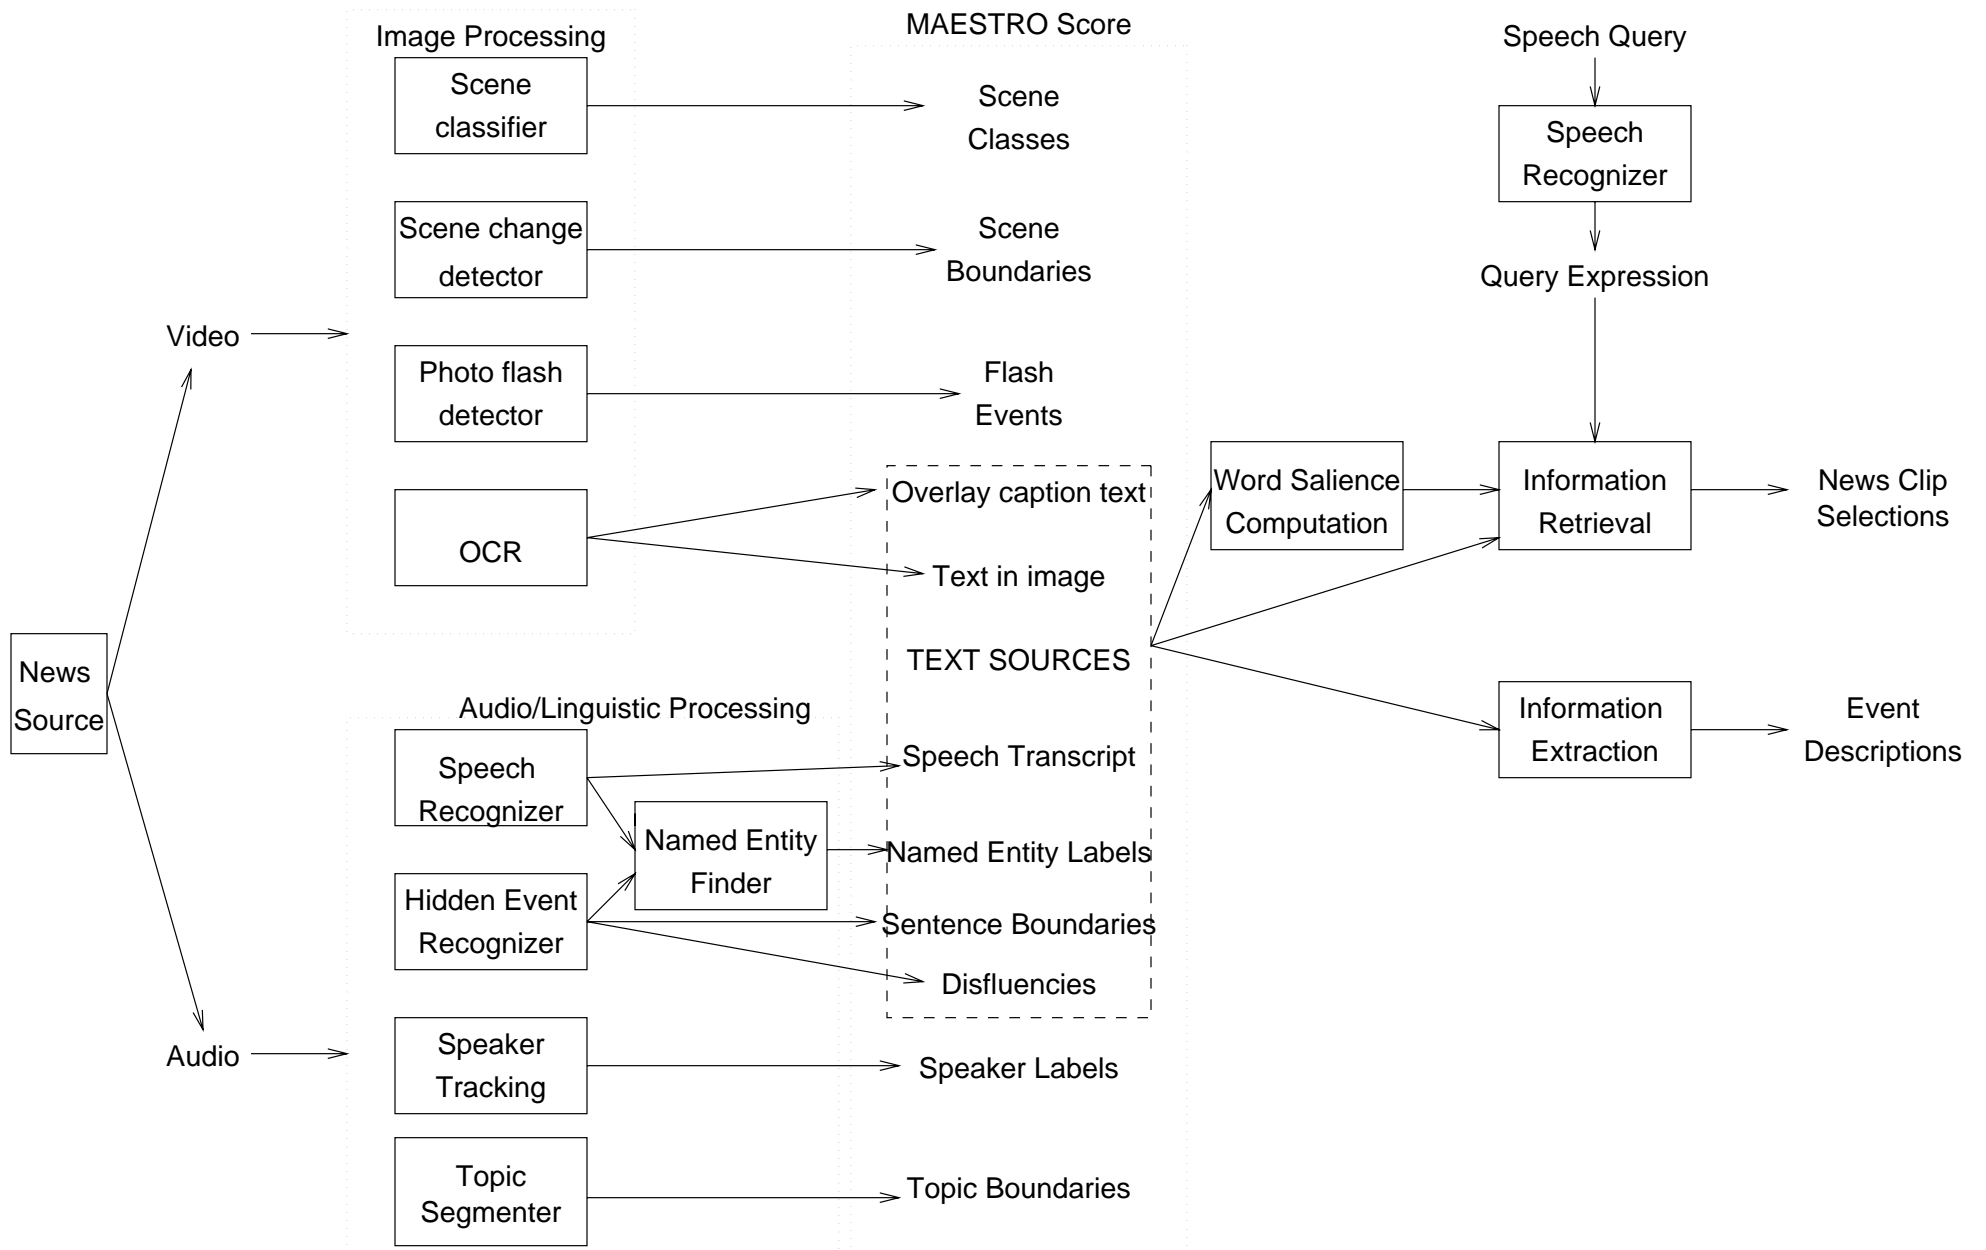 Image Processing
Scene
classifier
Scene change
detector
Photo flash
detector
OCR
Video
News
Source
Audio
Audio/Linguistic Processing
Speech
Recognizer
Named Entity
Finder
Hidden Event
Recognizer
Speaker
Tracking
Topic
Segmenter
MAESTRO Score
Scene
Classes
Scene
Boundaries
Flash
Events
Overlay caption text
Text in image
TEXT SOURCES
Speech Transcript
Named Entity Labels
Sentence Boundaries
Disfluencies
Speaker Labels
Topic Boundaries
Speech Query
Speech
Recognizer
Query Expression
Word Salience
Computation
Information
Retrieval
News Clip
Selections
Information
Extraction
Event
Descriptions